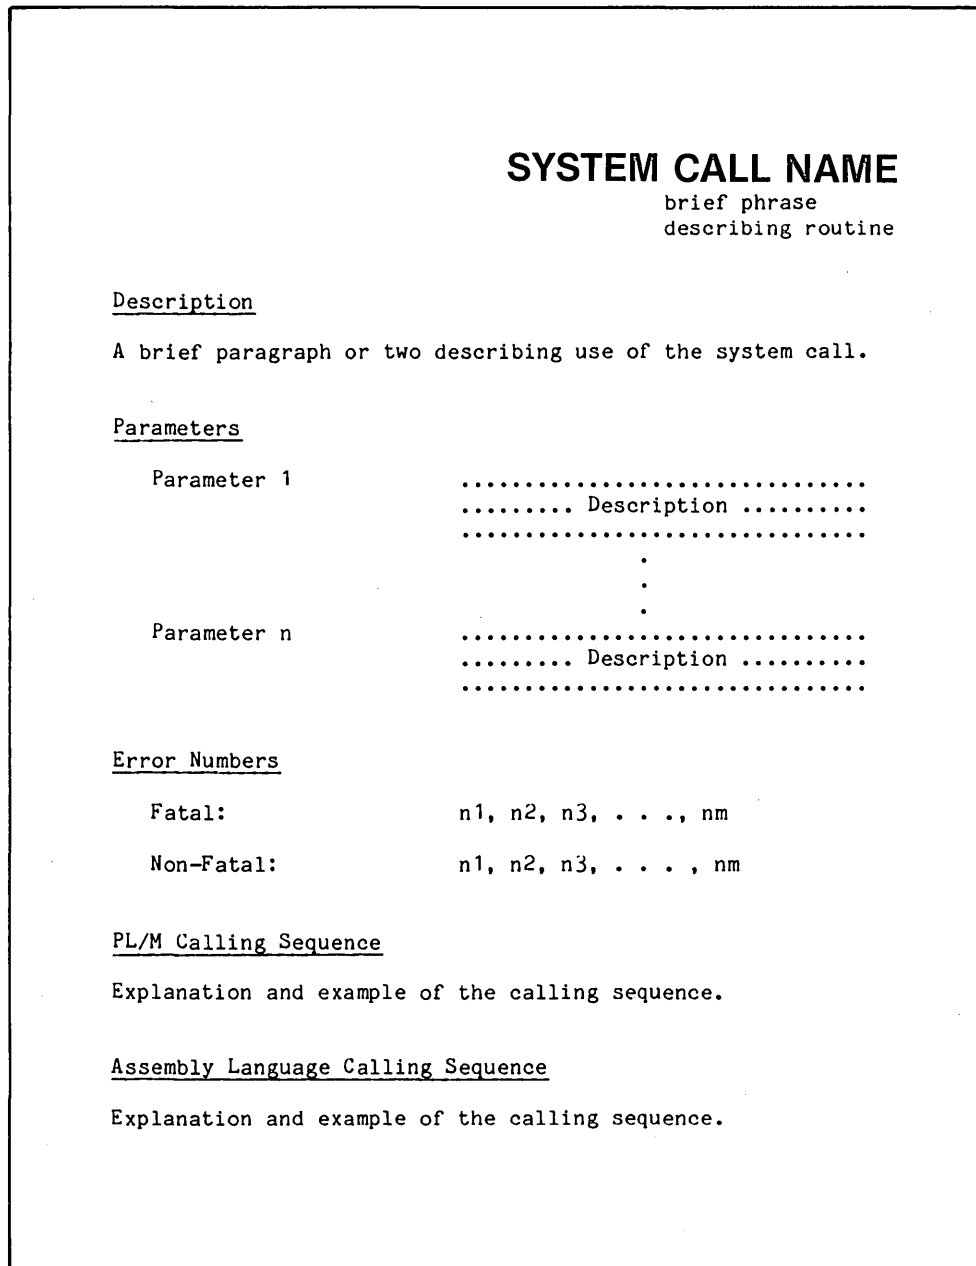 SYSTEM CALL NAME
brief phrase
describing routine
Description
A brief paragraph or two describing use of the system call.
Parameters
Parameter 1 ................................
......... Description ..........
................................
.
.
.
Parameter n ................................
......... Description ..........
................................
Error Numbers
Fatal: n1, n2, n3, . . ., nm
Non-Fatal: n1, n2, n3, . . . , nm
PL/M Calling Sequence
Explanation and example of the calling sequence.
Assembly Language Calling Sequence
Explanation and example of the calling sequence.